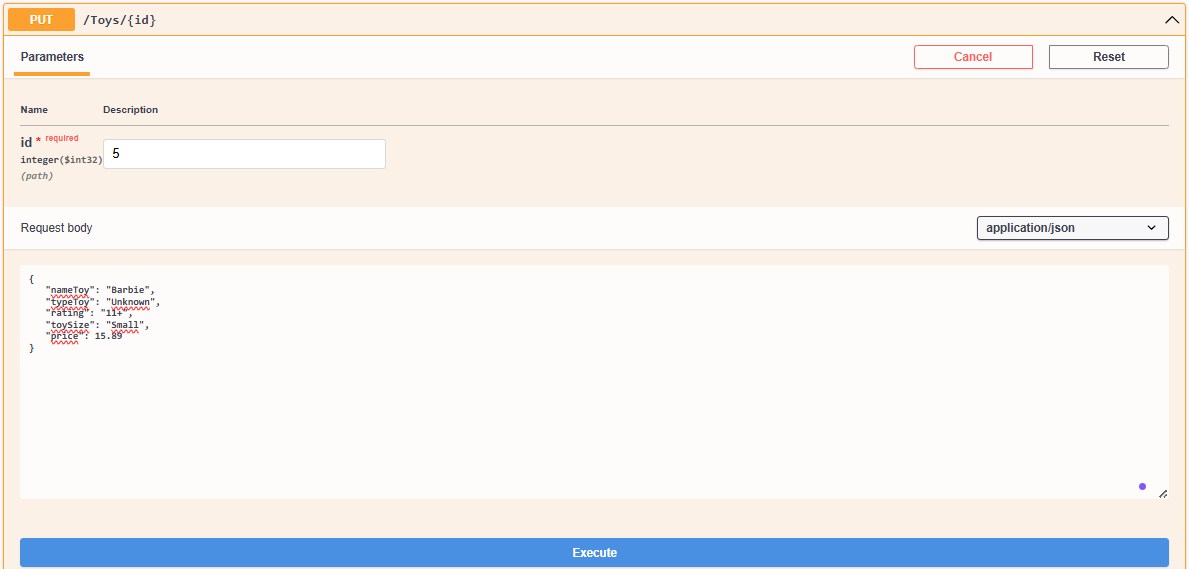 PUT /Toys/{id}
Parameters
Cancel
Reset
Name Description
id * required
integer($int32)
(path)
5
Request body
application/json
{
"nameToy": "Barbie",
"typeToy": "Unknown",
"rating": "11+",
"toySize": "Small",
"price": 15.89
}
Execute